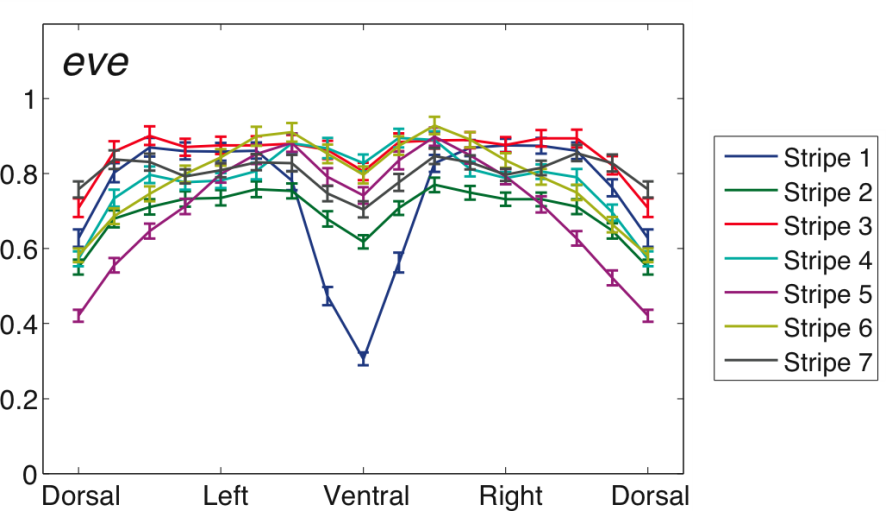 eve
1
0.8
0.6
0.4
0.2
0
Dorsal Left Ventral Right Dorsal
Stripe 1
Stripe 2
Stripe 3
Stripe 4
Stripe 5
Stripe 6
Stripe 7